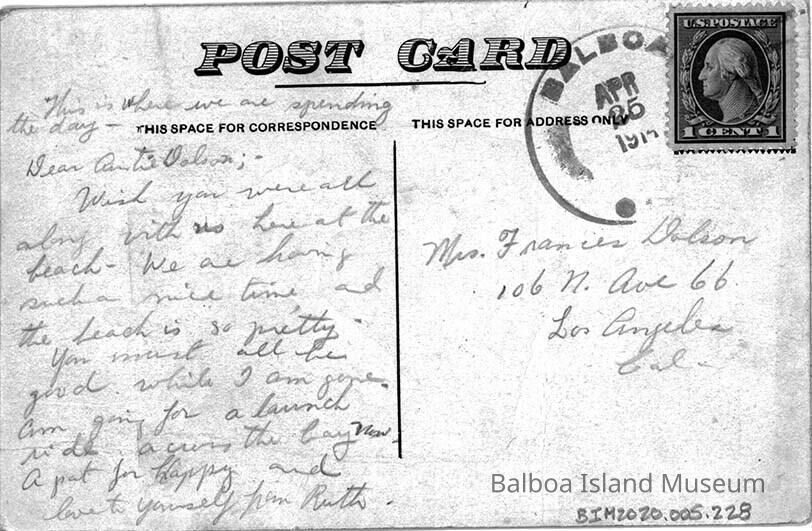 POST CARD
BALBOA
APR
25
191
U.S. POSTAGE
1 CENT 1
This is where we are spending
the day -
THIS SPACE FOR CORRESPONDENCE
THIS SPACE FOR ADDRESS ONLY
Dear Auntie Dolson; -
Wish you were all
along with us here at the
beach - We are having
such a nice time and
the beach is so pretty.
You must all be
good while I am gone.
Am going for a launch
ride across the bay now -
A pat for Happy and
love to yourself from Ruth -
Mrs. Frances Dolson
106 N. Ave 66.
Los Angeles
Cal -
Balboa Island Museum
BIM2020.005.228